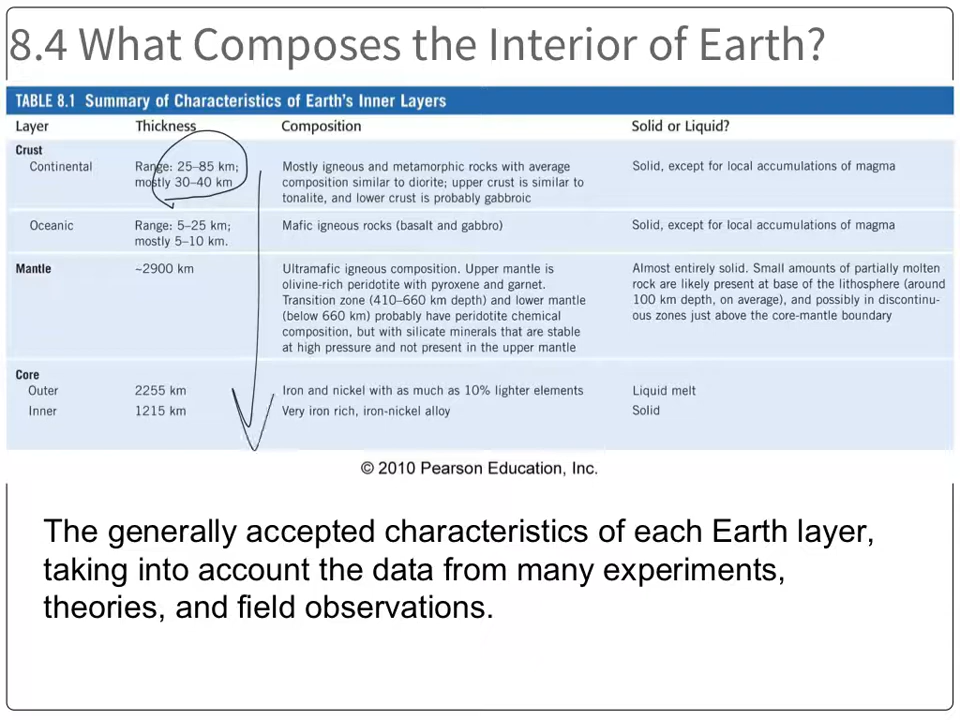 8.4 What Composes the Interior of Earth?
TABLE 8.1 Summary of Characteristics of Earth's Inner Layers
Layer Thickness Composition Solid or Liquid?
Crust
Continental Range: 25–85 km; Mostly igneous and metamorphic rocks with average Solid, except for local accumulations of magma
mostly 30–40 km composition similar to diorite; upper crust is similar to
tonalite, and lower crust is probably gabbroic
Oceanic Range: 5–25 km; Mafic igneous rocks (basalt and gabbro) Solid, except for local accumulations of magma
mostly 5–10 km.
Mantle ~2900 km Ultramafic igneous composition. Upper mantle is Almost entirely solid. Small amounts of partially molten
olivine-rich peridotite with pyroxene and garnet. rock are likely present at base of the lithosphere (around
Transition zone (410–660 km depth) and lower mantle 100 km depth, on average), and possibly in discontinu-
(below 660 km) probably have peridotite chemical ous zones just above the core-mantle boundary
composition, but with silicate minerals that are stable
at high pressure and not present in the upper mantle
Core
Outer 2255 km Iron and nickel with as much as 10% lighter elements Liquid melt
Inner 1215 km Very iron rich, iron-nickel alloy Solid
© 2010 Pearson Education, Inc.
The generally accepted characteristics of each Earth layer,
taking into account the data from many experiments,
theories, and field observations.